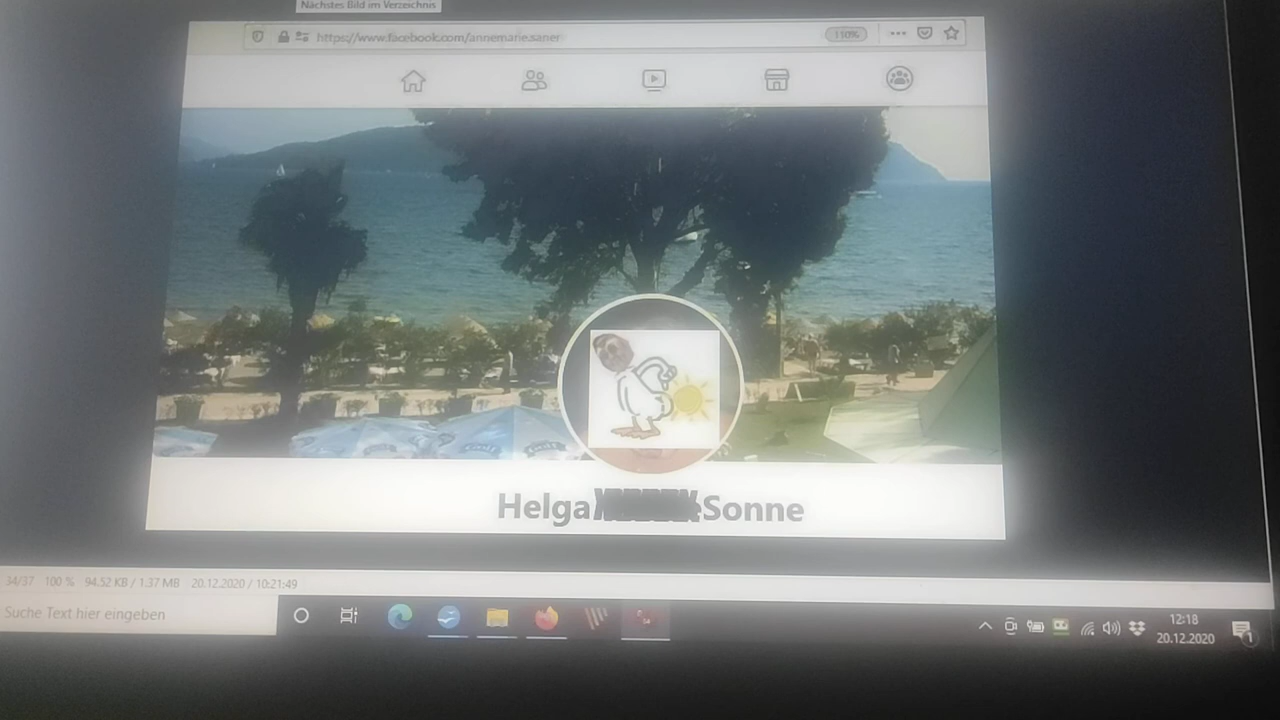 Nächstes Bild im Verzeichnis
https://www.facebook.com/annemarie.saner
110%
Helga Sonne
34/37 100 % 94.52 KB / 1.37 MB 20.12.2020 / 10:21:49
Suche Text hier eingeben
12:18
20.12.2020
1